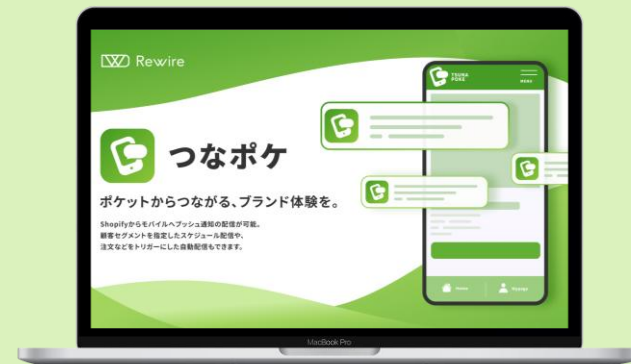 Rewire
TSUNA
POKE
MENU
つなポケ
ポケットからつながる、ブランド体験を。
Shopifyからモバイルへプッシュ通知の配信が可能。
顧客セグメントを指定したスケジュール配信や、
注文などをトリガーにした自動配信もできます。
Home
MacBook Pro